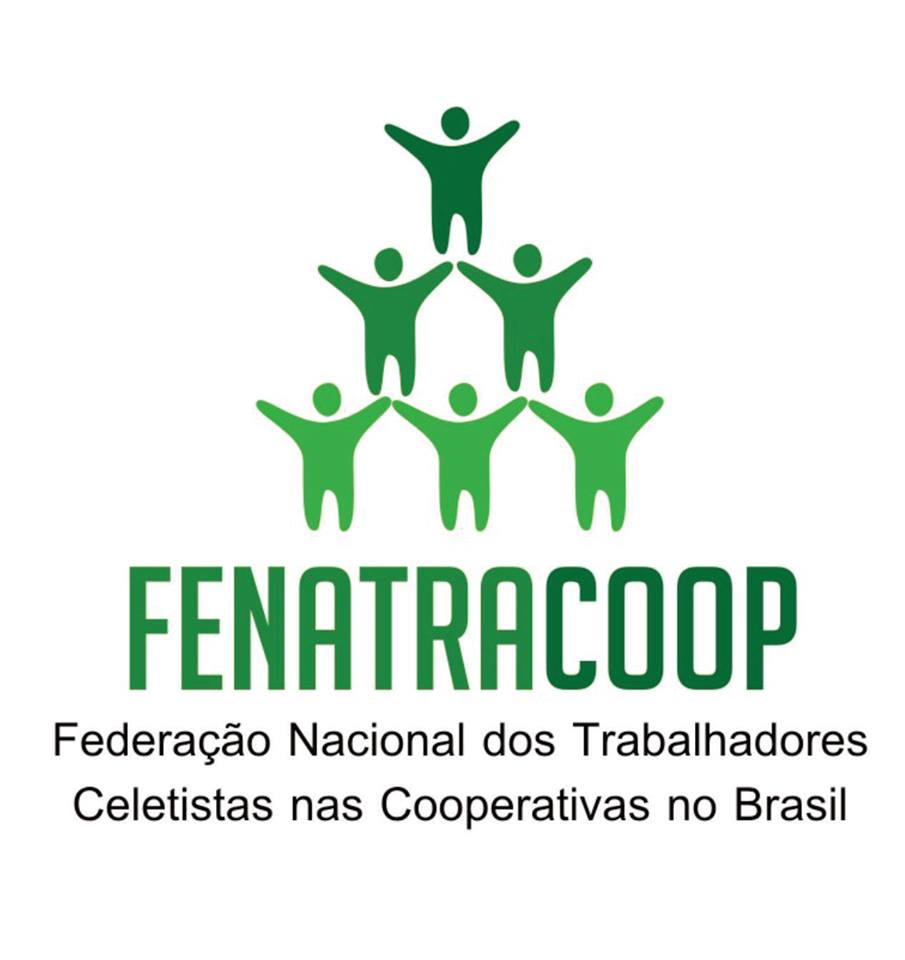 FENATRACOOP
Federação Nacional dos Trabalhadores
Celetistas nas Cooperativas no Brasil